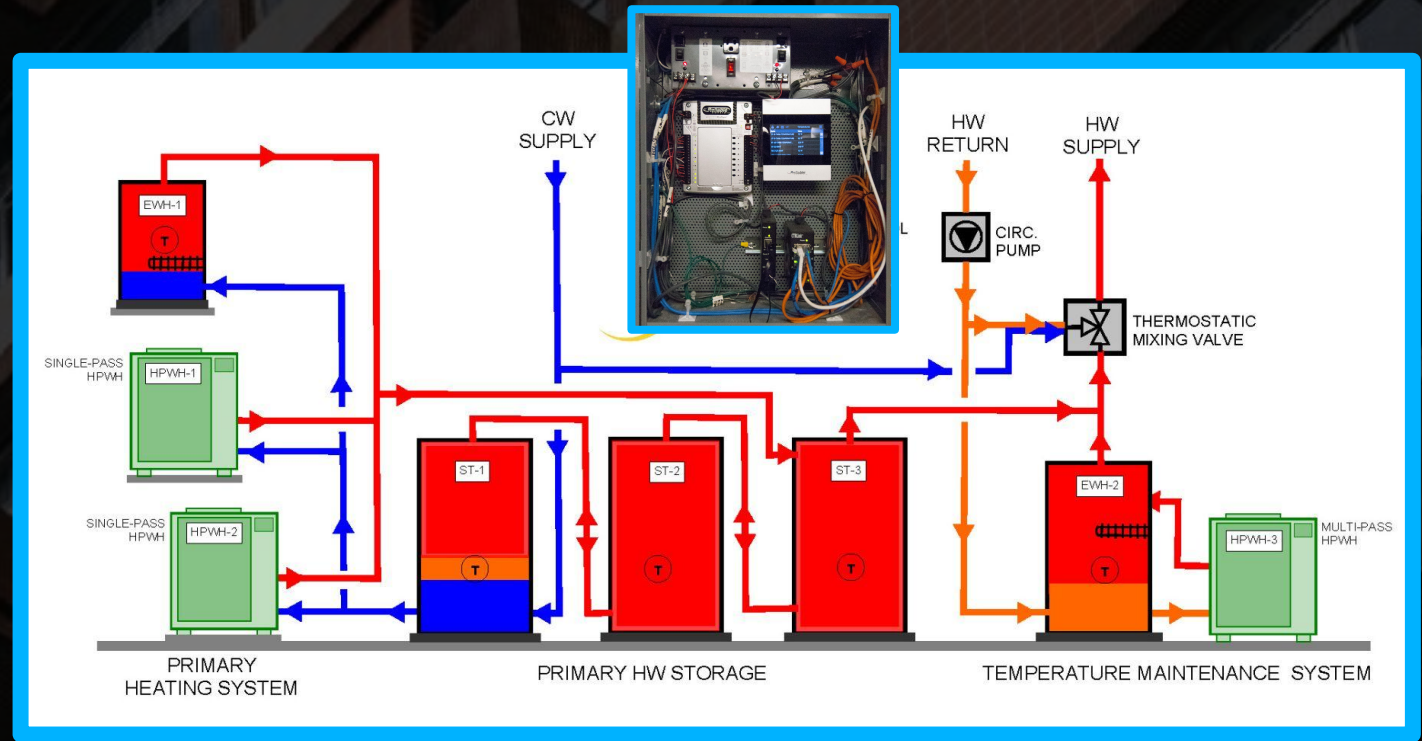 CW
SUPPLY
HW
RETURN
HW
SUPPLY
EWH-1
T
L
CIRC.
PUMP
THERMOSTATIC
MIXING VALVE
SINGLE-PASS
HPWH
HPWH-1
SINGLE-PASS
HPWH
HPWH-2
ST-1
T
ST-2
T
ST-3
T
EWH-2
T
HPWH-3
MULTI-PASS
HPWH
PRIMARY
HEATING SYSTEM
PRIMARY HW STORAGE
TEMPERATURE MAINTENANCE SYSTEM